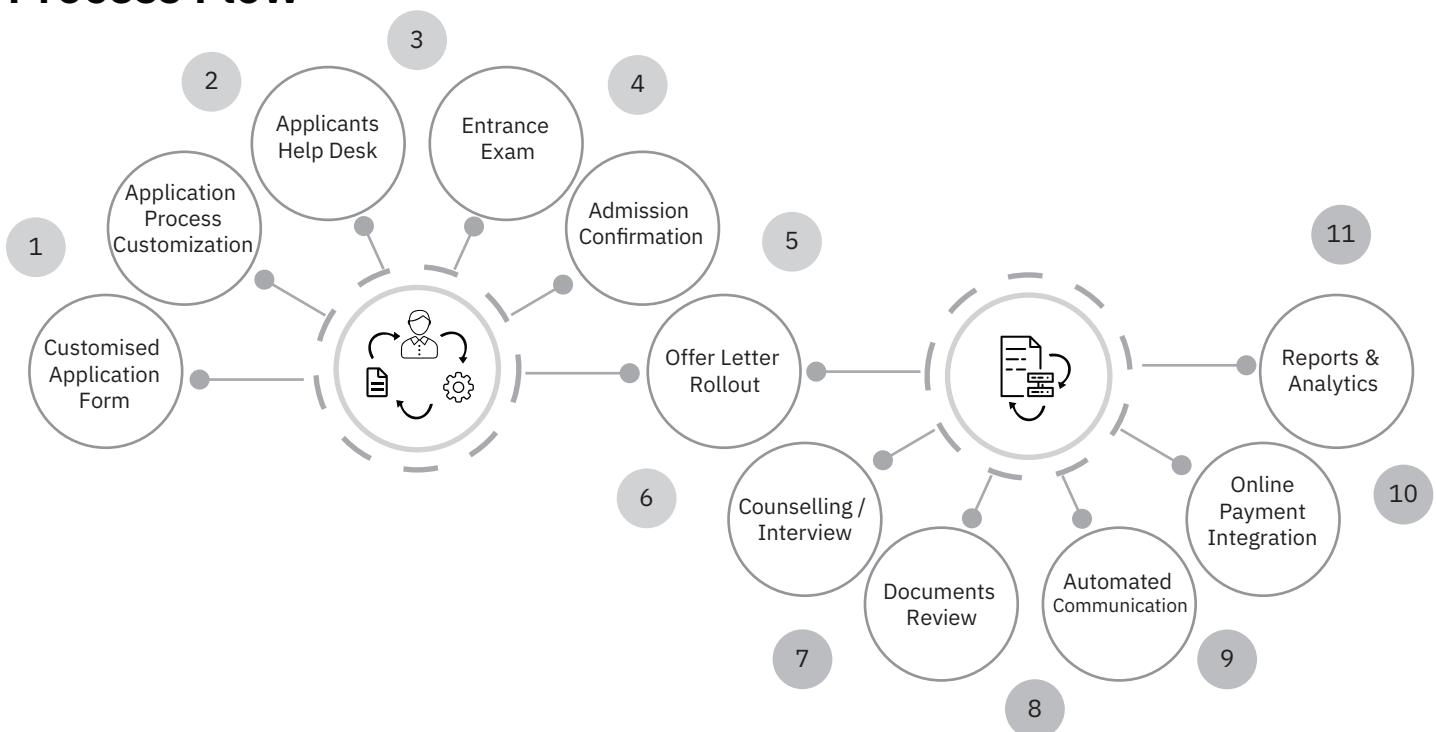 Process Flow
1
Customised
Application
Form
2
Application
Process
Customization
3
Applicants
Help Desk
4
Entrance
Exam
5
Admission
Confirmation
6
Offer Letter
Rollout
7
Counselling /
Interview
8
Documents
Review
9
Automated
Communication
10
Online
Payment
Integration
11
Reports &
Analytics